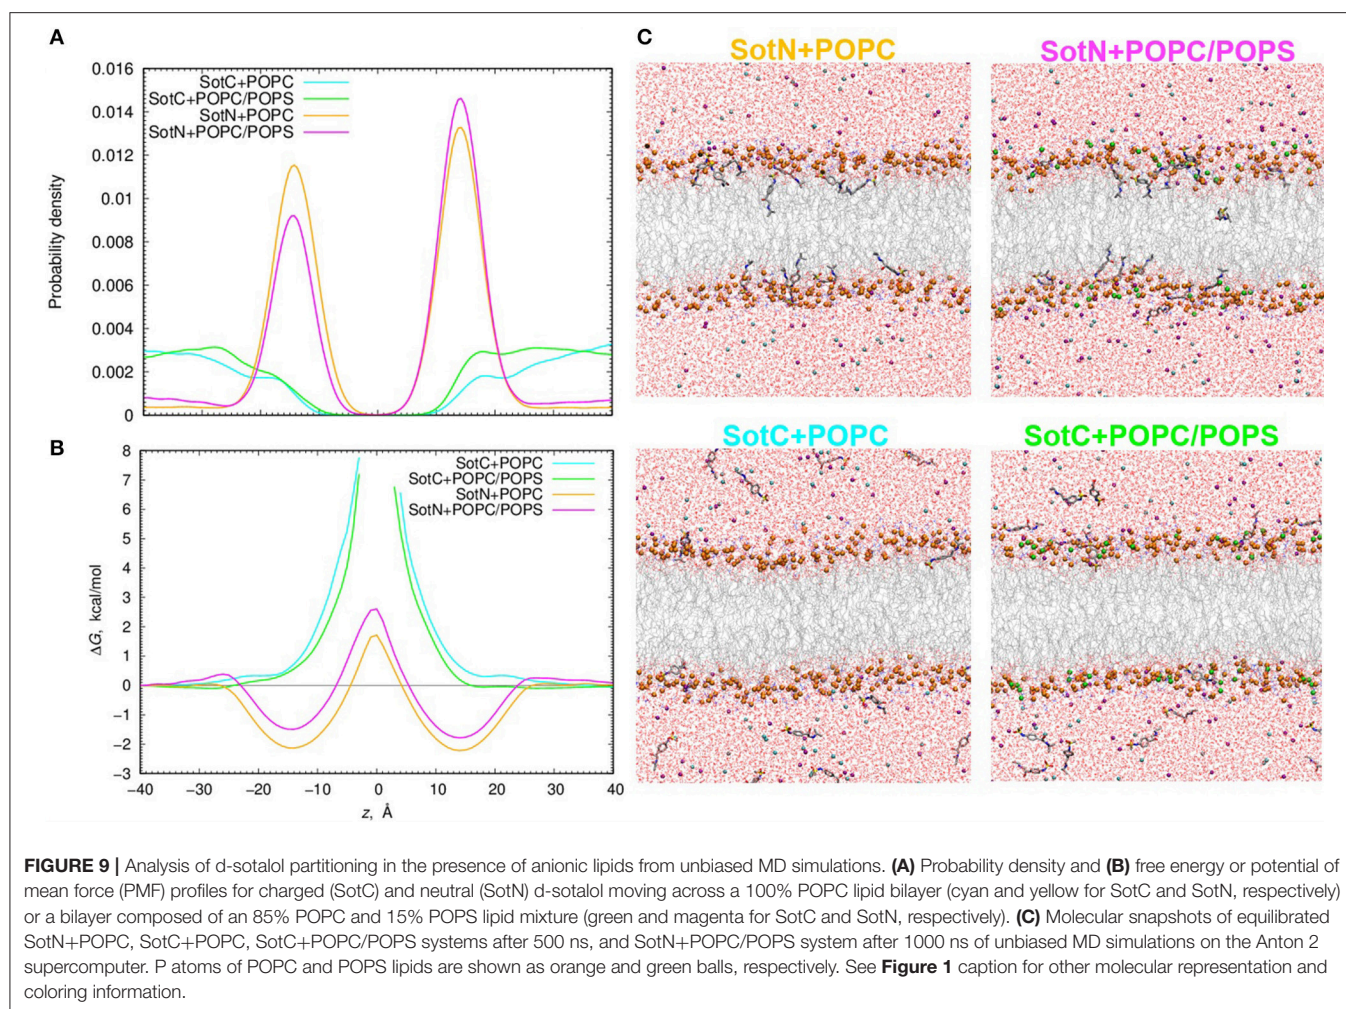 A
0.016
0.014
0.012
0.01
0.008
0.006
0.004
0.002
0
Probability density
SotC+POPC
SotC+POPC/POPS
SotN+POPC
SotN+POPC/POPS
−20
−10
0
10
20
30
40
B
8
7
6
5
4
3
2
1
0
−1
−2
−3
ΔG, kcal/mol
SotC+POPC
SotC+POPC/POPS
SotN+POPC
SotN+POPC/POPS
−40
−30
−20
−10
0
10
20
30
40
z, Å
C
SotN+POPC
SotN+POPC/POPS
SotC+POPC
SotC+POPC/POPS
FIGURE 9 | Analysis of d-sotalol partitioning in the presence of anionic lipids from unbiased MD simulations. (A) Probability density and (B) free energy or potential of
mean force (PMF) profiles for charged (SotC) and neutral (SotN) d-sotalol moving across a 100% POPC lipid bilayer (cyan and yellow for SotC and SotN, respectively)
or a bilayer composed of an 85% POPC and 15% POPS lipid mixture (green and magenta for SotC and SotN, respectively). (C) Molecular snapshots of equilibrated
SotN+POPC, SotC+POPC, SotC+POPC/POPS systems after 500 ns, and SotN+POPC/POPS system after 1000 ns of unbiased MD simulations on the Anton 2
supercomputer. P atoms of POPC and POPS lipids are shown as orange and green balls, respectively. See Figure 1 caption for other molecular representation and
coloring information.